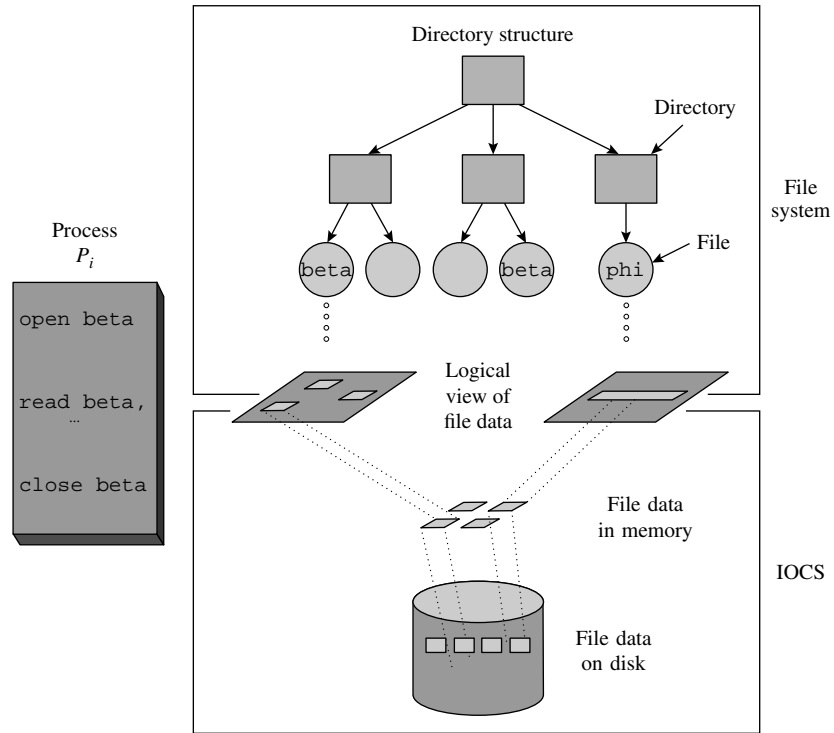 Directory structure
Directory
File
system
Process
P_i
File
beta
beta
phi
open beta
read beta,
...
close beta
Logical
view of
file data
File data
in memory
IOCS
File data
on disk